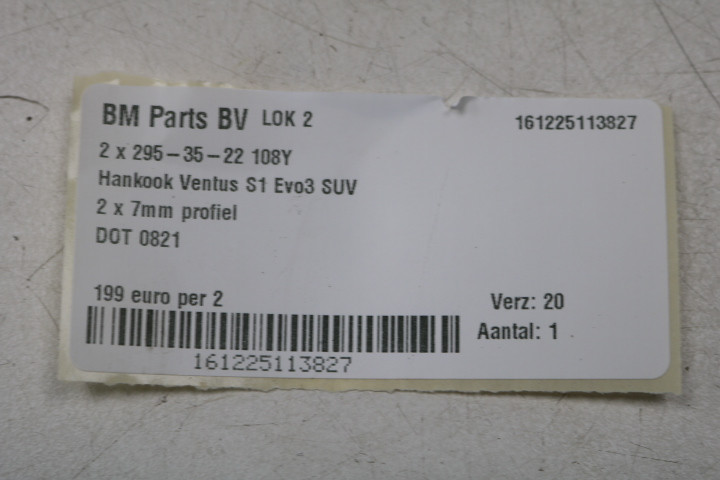 BM Parts BV LOK 2 161225113827
2 x 295-35-22 108Y
Hankook Ventus S1 Evo3 SUV
2 x 7mm profiel
DOT 0821
199 euro per 2 Verz: 20
Aantal: 1
161225113827